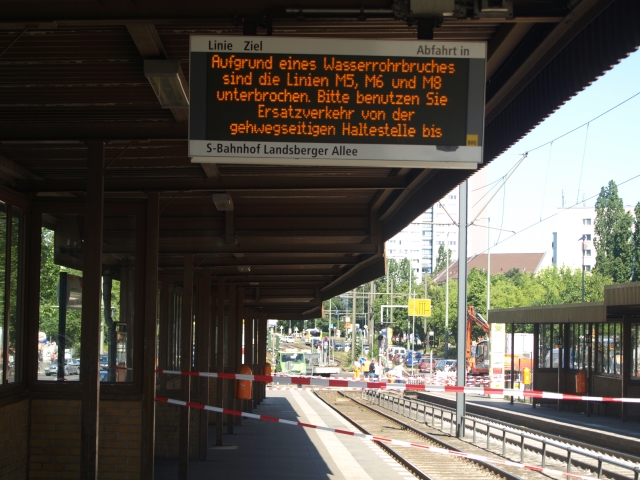 Linie Ziel Abfahrt in
Aufgrund eines Wasserrohrbruches
sind die Linien M5, M6 und M8
unterbrochen. Bitte benutzen Sie
Ersatzverkehr von der
gehwegseitigen Haltestelle bis
S-Bahnhof Landsberger Allee